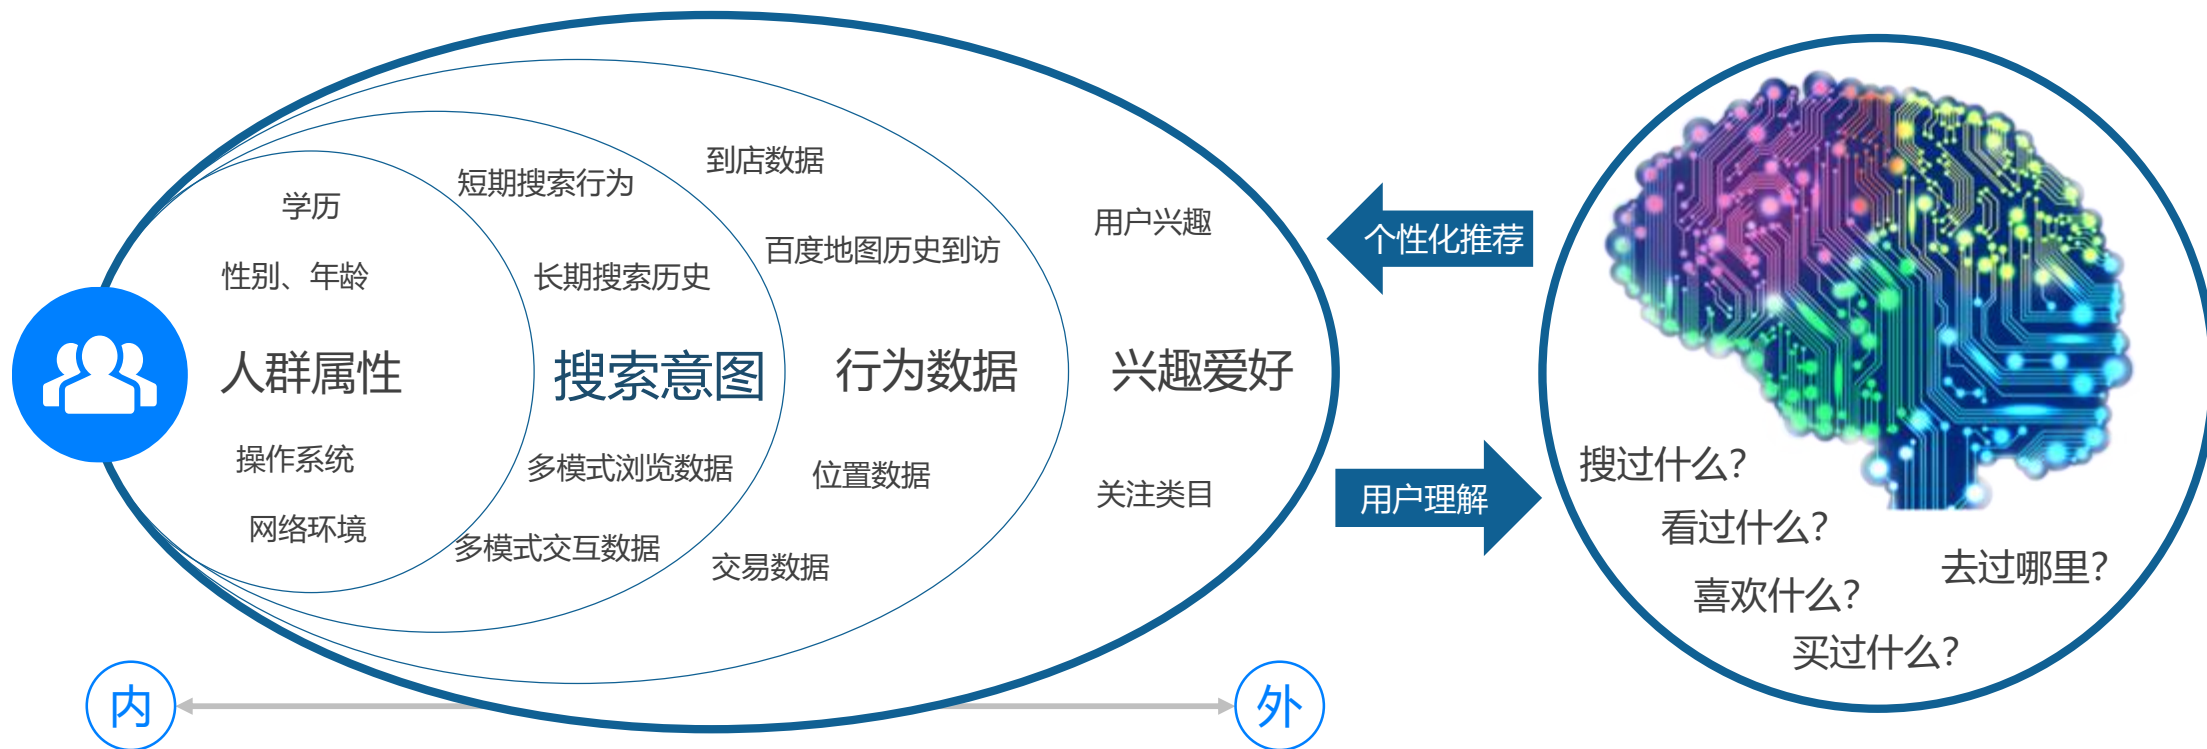 学历
性别、年龄
人群属性
操作系统
网络环境
短期搜索行为
长期搜索历史
搜索意图
多模式浏览数据
多模式交互数据
到店数据
百度地图历史到访
行为数据
位置数据
交易数据
用户兴趣
兴趣爱好
关注类目
个性化推荐
用户理解
搜过什么?
看过什么?
去过哪里?
喜欢什么?
买过什么?
内
外